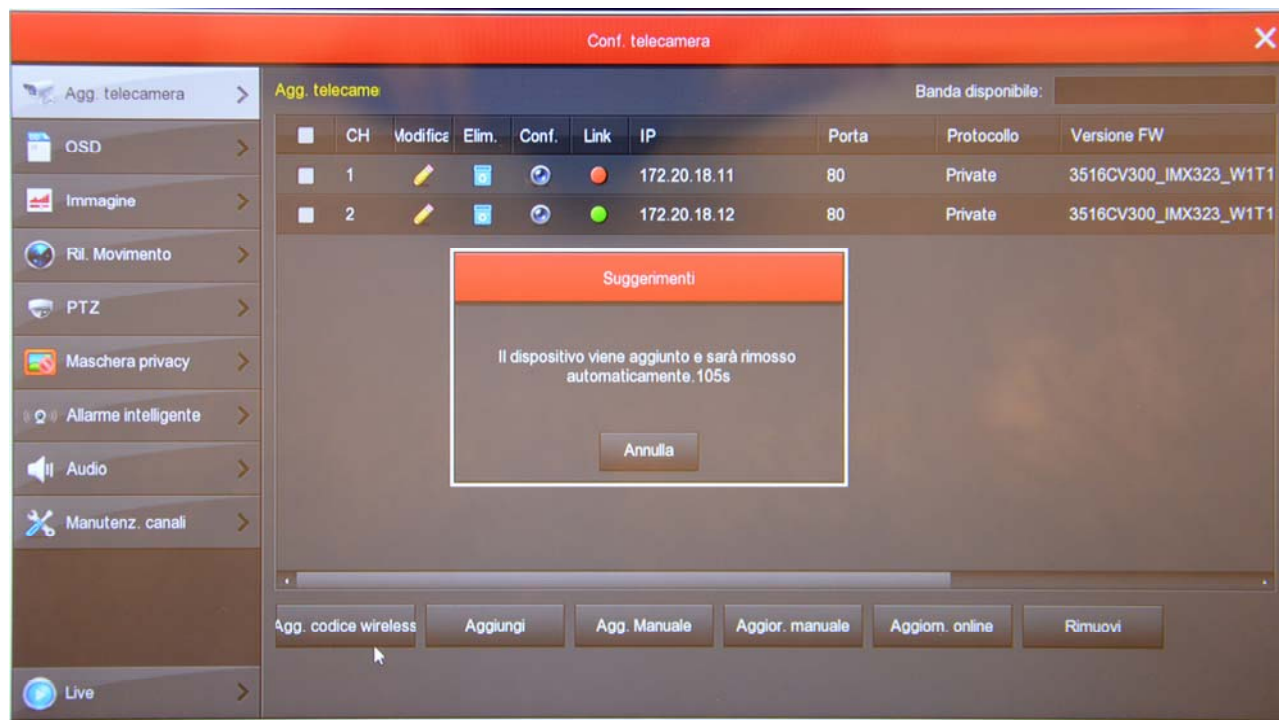 Conf. telecamera
Agg. telecamera
OSD
Immagine
Ril. Movimento
PTZ
Maschera privacy
Allarme intelligente
Audio
Manutenz. canali
Live
Agg. telecame
Banda disponibile:
CH Modifica Elim. Conf. Link IP Porta Protocollo Versione FW
1 172.20.18.11 80 Private 3516CV300_IMX323_W1T1
2 172.20.18.12 80 Private 3516CV300_IMX323_W1T1
Suggerimenti
Il dispositivo viene aggiunto e sarà rimosso
automaticamente.105s
Annulla
Agg. codice wireless Aggiungi Agg. Manuale Aggior. manuale Aggiorn. online Rimuovi